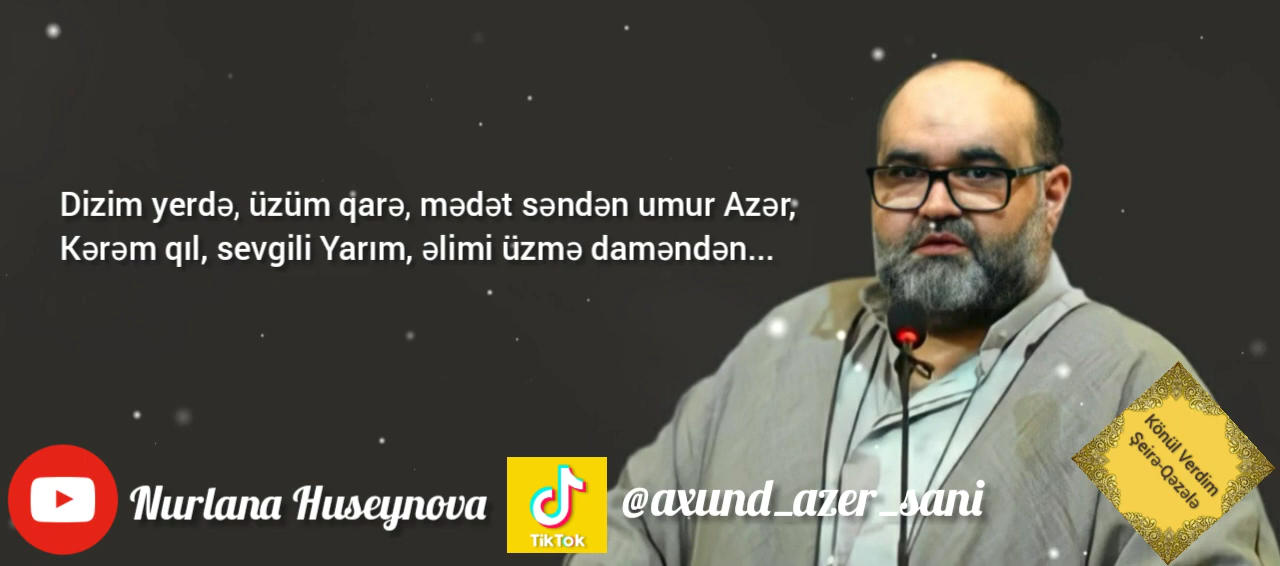 Dizim yerdə, üzüm qarə, mədət səndən umur Azər,
Kərəm qıl, sevgili Yarım, əlimi üzmə daməndən...
Nurlana Huseynova
TikTok
@axund_azer_sani
Könül Verdim
Şeirə-Qəzələ